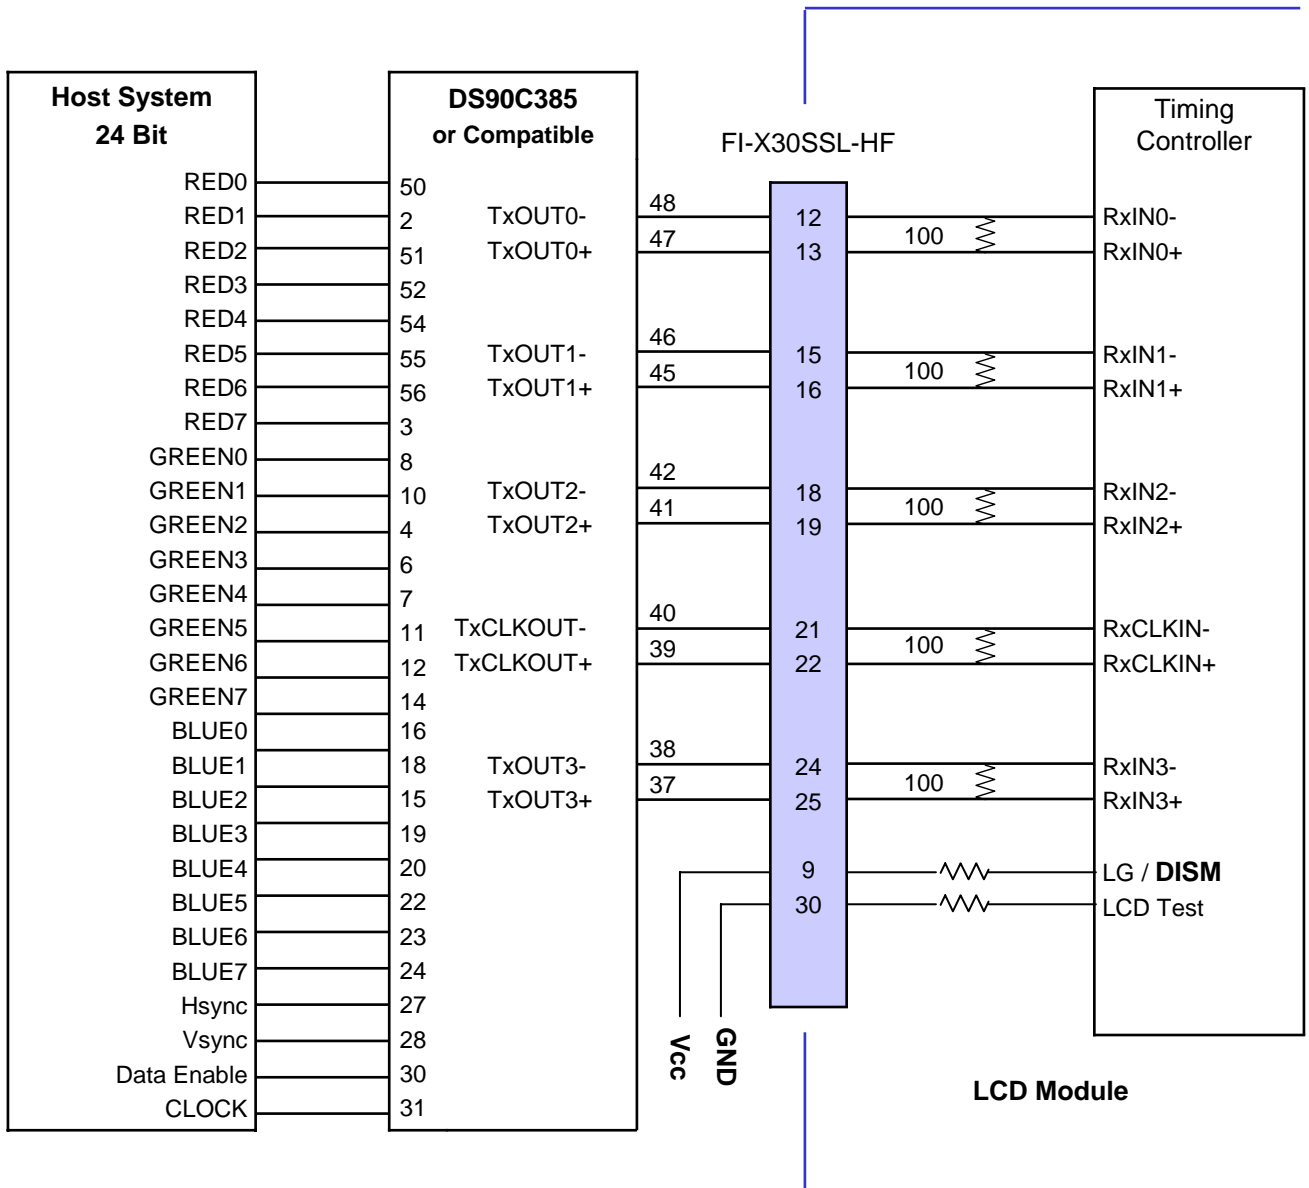 Host System
24 Bit
RED0
RED1
RED2
RED3
RED4
RED5
RED6
RED7
GREEN0
GREEN1
GREEN2
GREEN3
GREEN4
GREEN5
GREEN6
GREEN7
BLUE0
BLUE1
BLUE2
BLUE3
BLUE4
BLUE5
BLUE6
BLUE7
Hsync
Vsync
Data Enable
CLOCK
DS90C385
or Compatible
50
2
51
52
54
55
56
3
8
10
4
6
7
11
12
14
16
18
15
19
20
22
23
24
27
28
30
31
TxOUT0-
TxOUT0+
TxOUT1-
TxOUT1+
TxOUT2-
TxOUT2+
TxCLKOUT-
TxCLKOUT+
TxOUT3-
TxOUT3+
48
47
46
45
42
41
40
39
38
37
Vcc
GND
FI-X30SSL-HF
12
13
15
16
18
19
21
22
24
25
9
30
100
100
100
100
100
Timing
Controller
RxIN0-
RxIN0+
RxIN1-
RxIN1+
RxIN2-
RxIN2+
RxCLKIN-
RxCLKIN+
RxIN3-
RxIN3+
LG / DISM
LCD Test
LCD Module